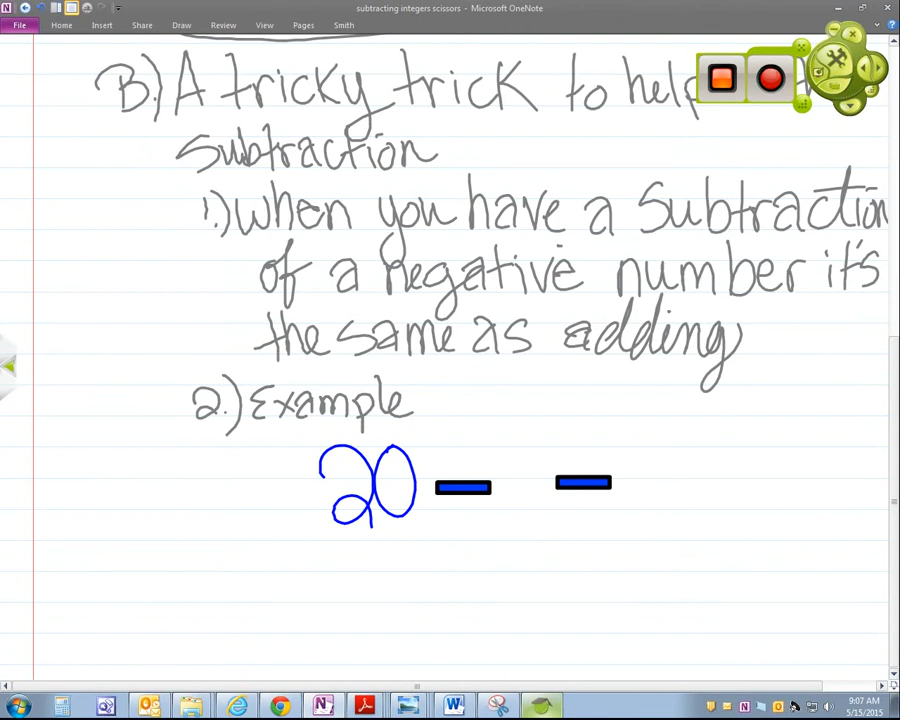 subtracting integers scissors - Microsoft OneNote
File Home Insert Share Draw Review View Pages Smith
B.) A tricky trick to help
subtraction
1.) when you have a subtraction
of a negative number it's
the same as adding
2.) Example
20 - -
9:07 AM
5/15/2015